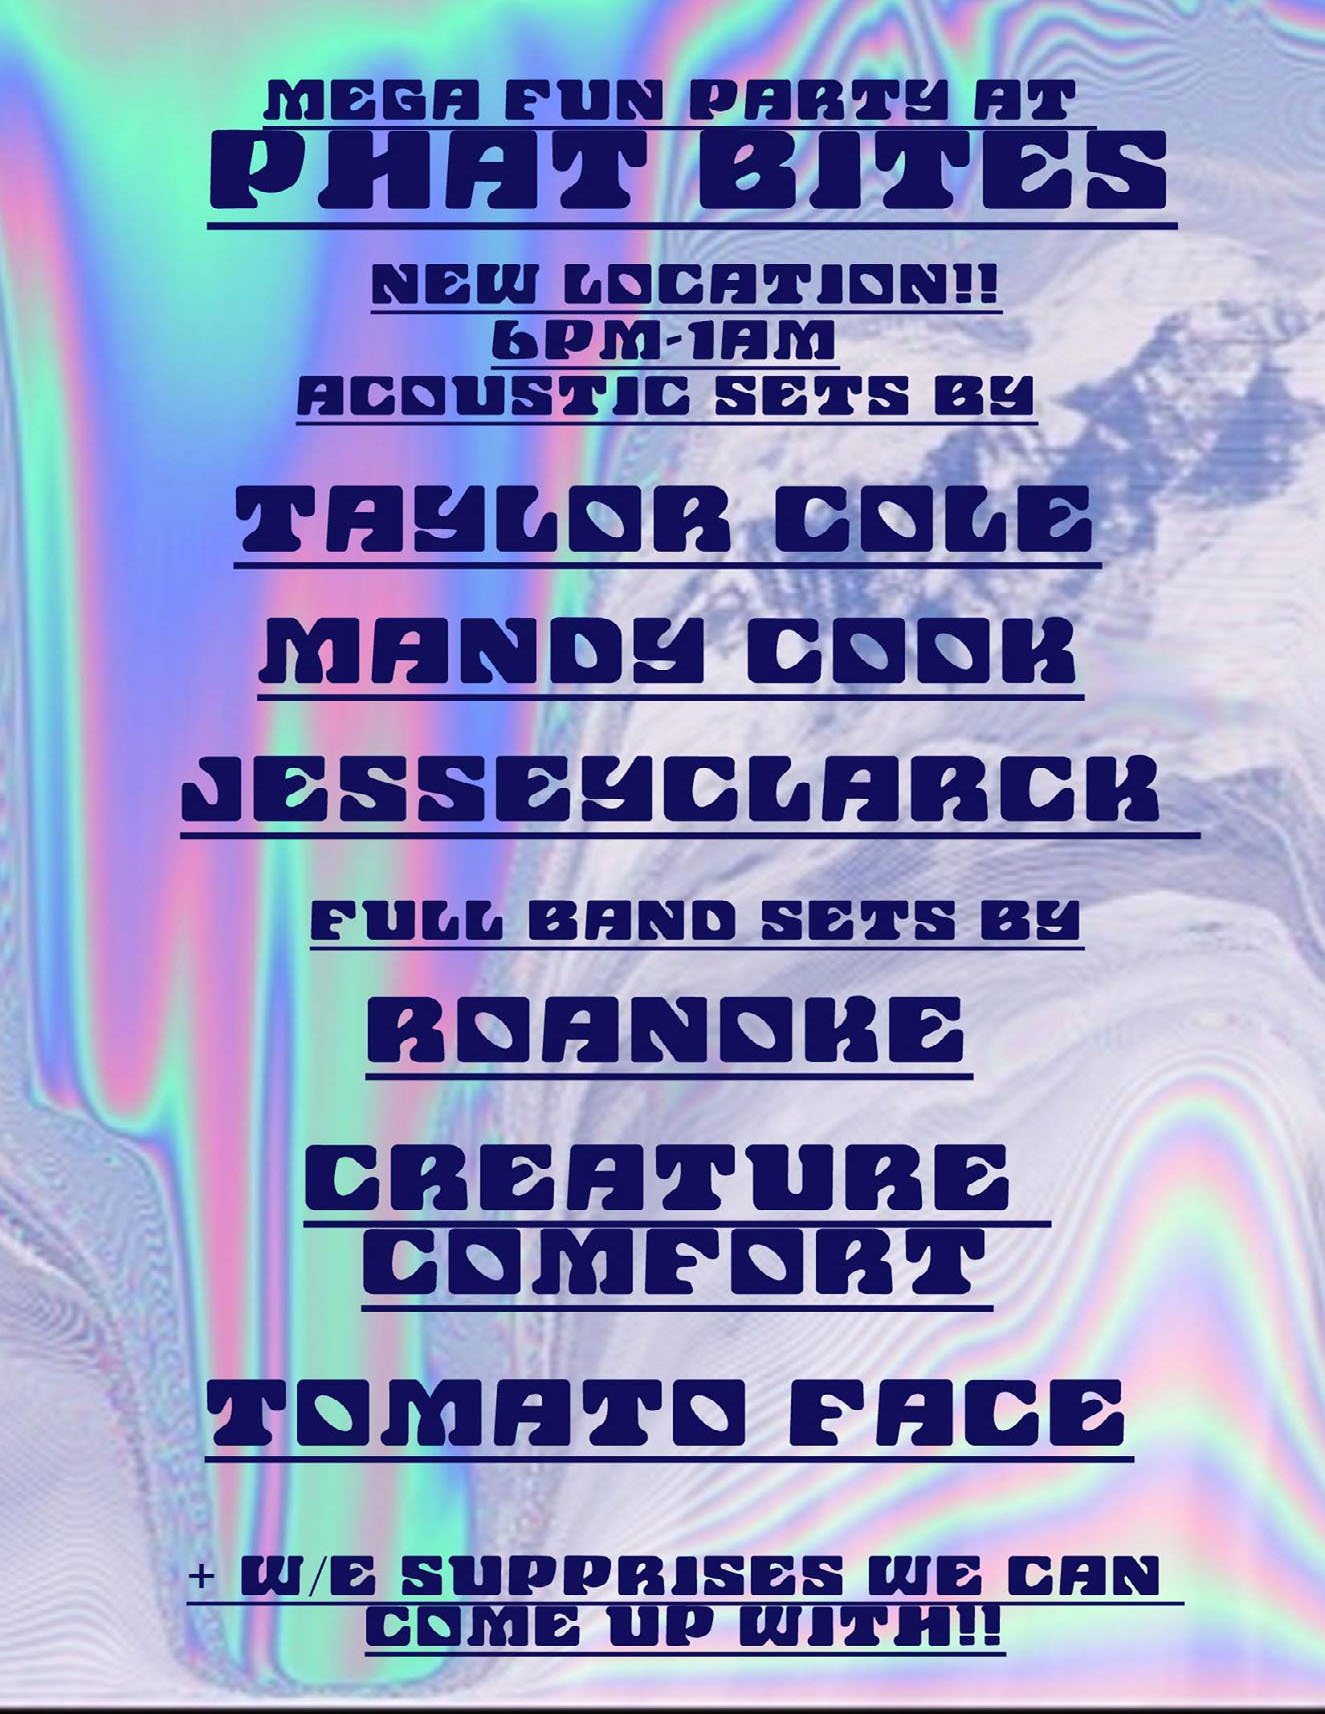 MEGA FUN PARTY AT
PHAT BITES
NEW LOCATION!!
6PM-1AM
ACOUSTIC SETS BY
TAYLOR COLE
MANDY COOK
JESSEYCLARCK
FULL BAND SETS BY
ROANOKE
CREATURE
COMFORT
TOMATO FACE
+ W/E SUPPRISES WE CAN
COME UP WITH!!